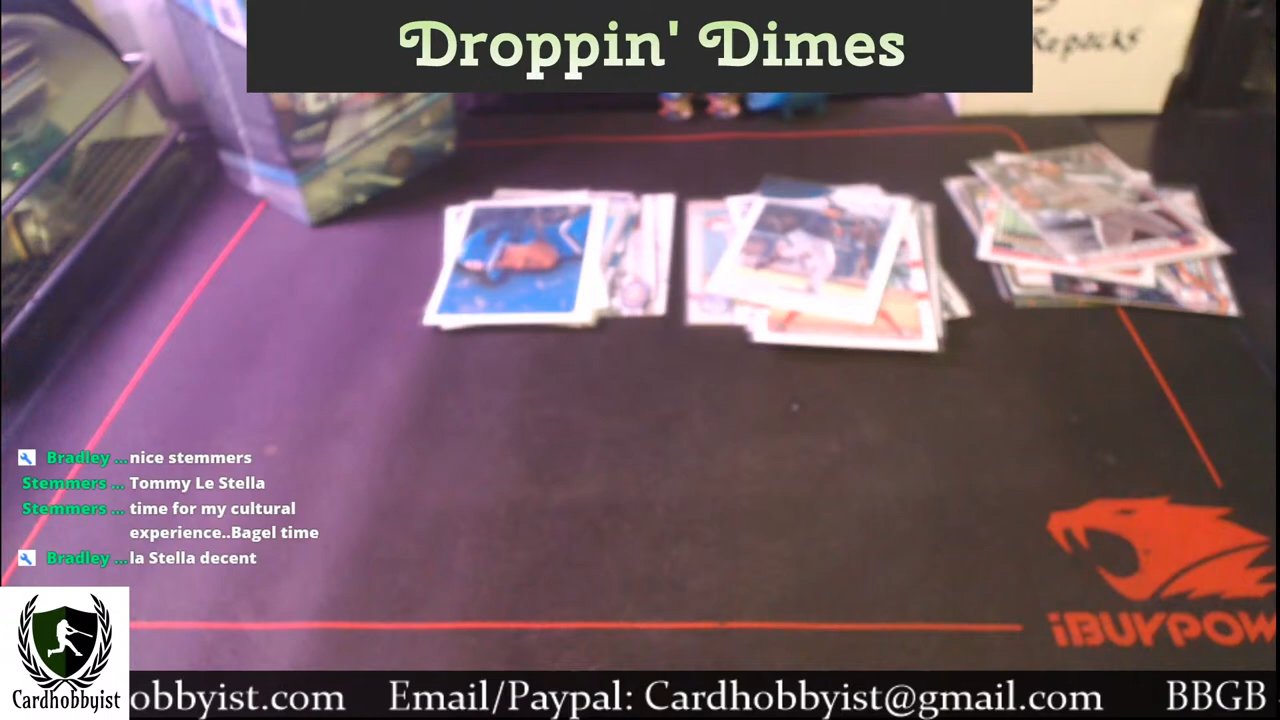 Droppin' Dimes
Repacks
Bradley ... nice stemmers
Stemmers ... Tommy Le Stella
Stemmers ... time for my cultural
experience..Bagel time
Bradley ... la Stella decent
iBUYPOW
Cardhobbyist
obbyist.com Email/Paypal: Cardhobbyist@gmail.com BBGB